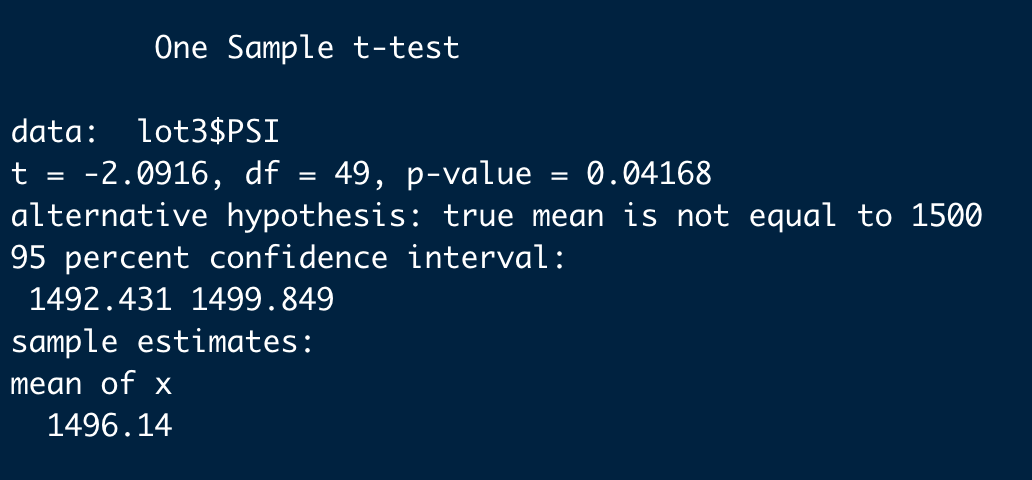 One Sample t-test
data:  lot3$PSI
t = -2.0916, df = 49, p-value = 0.04168
alternative hypothesis: true mean is not equal to 1500
95 percent confidence interval:
1492.431 1499.849
sample estimates:
mean of x
1496.14